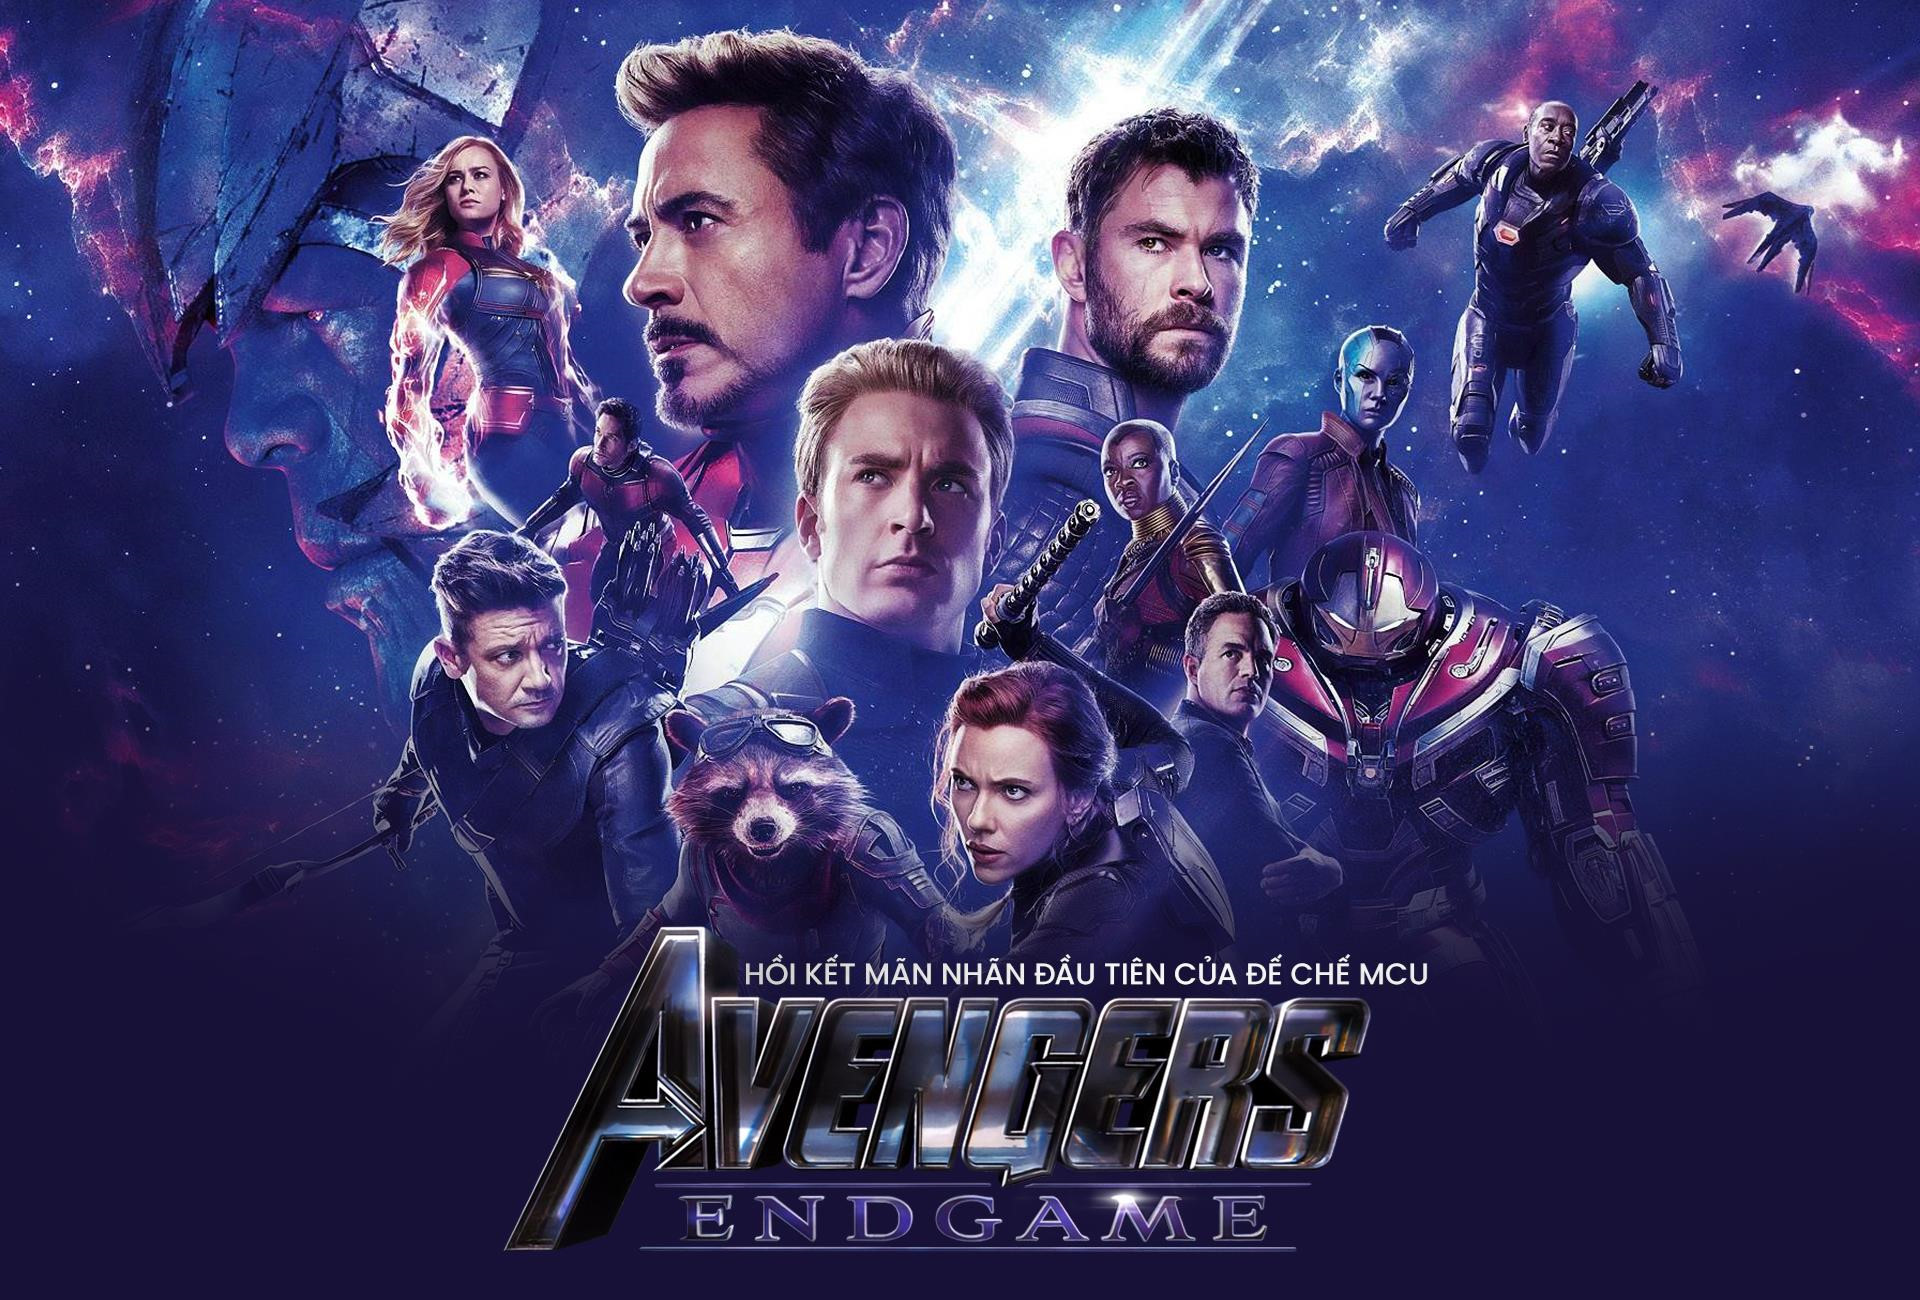 HỒI KẾT MÃN NHÃN ĐẦU TIÊN CỦA ĐẾ CHẾ MCU
AVENGERS
ENDGAME